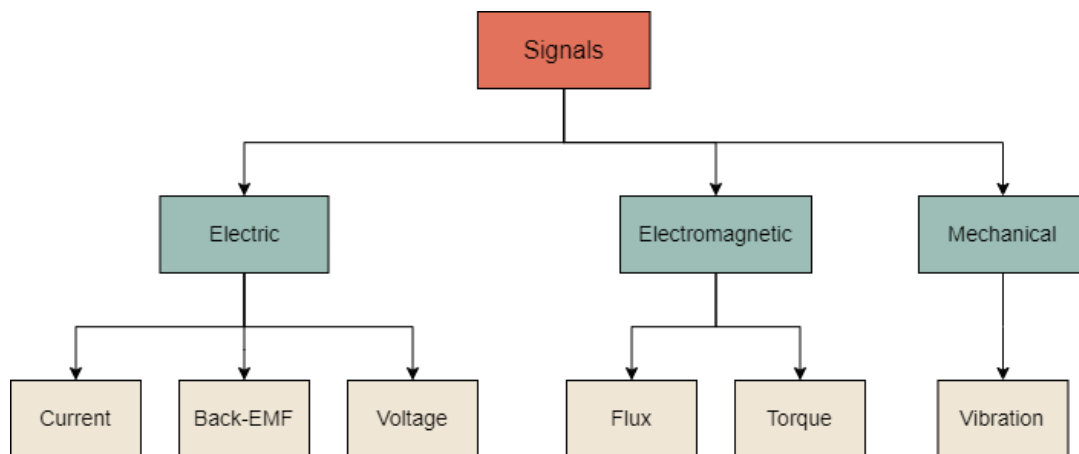 Signals
Electric
Electromagnetic
Mechanical
Current
Back-EMF
Voltage
Flux
Torque
Vibration